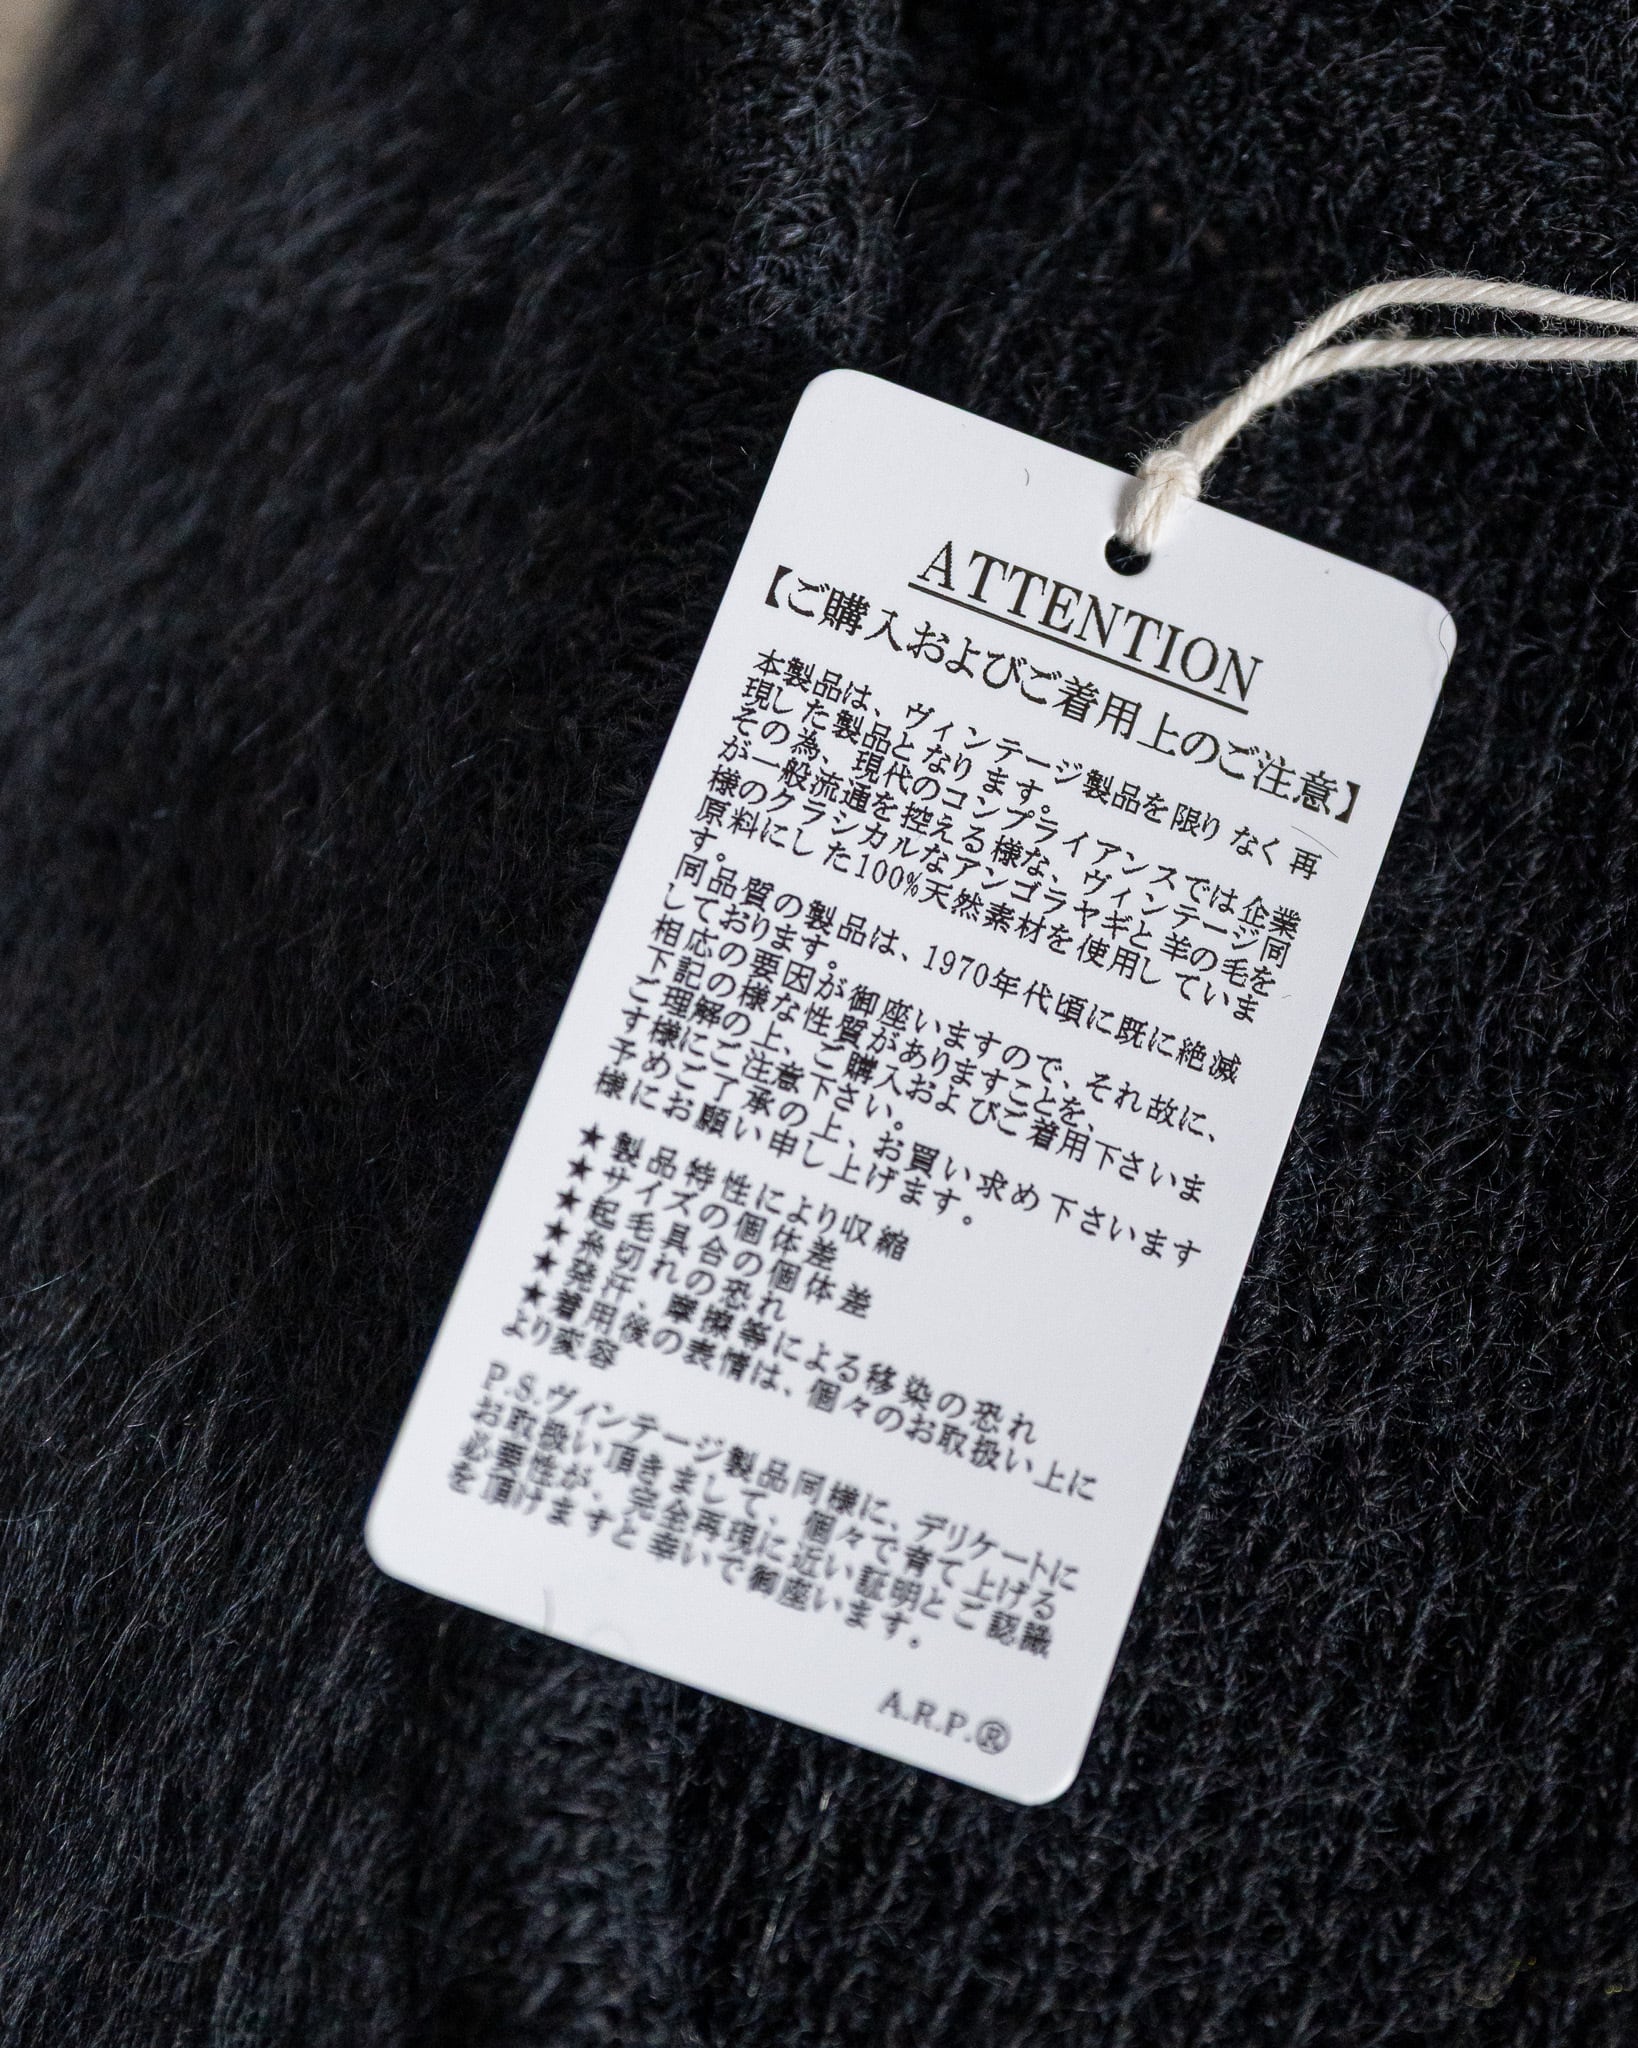 ATTENTION
【ご購入およびご着用上のご注意】
本製品は、ヴィンテージ製品を限りなく再
現した製品となります。
その為、現代のコンプライアンスでは企業
が一般流通を控える様な、ヴィンテージ同
様のクラシカルなアンゴラヤギと羊の毛を
原料にした100%天然素材を使用していま
す。
同品質の製品は、1970年代頃に既に絶滅
しております。
相応の要因が御座いますので、それ故に、
下記の様な性質がありますことを、
ご理解の上、ご購入およびご着用下さいま
す様にご注意下さい。
予めご了承の上、お買い求め下さいます
様にお願い申し上げます。
★製品特性により収縮
★サイズの個体差
★起毛具合の個体差
★糸切れの恐れ
★発汗、摩擦等による移染の恐れ
★着用後の表情は、個々のお取扱い上に
より変容
P.S.ヴィンテージ製品同様に、デリケートに
お取扱い頂きまして、個々で育て上げる
必要性が、完全再現に近い証明とご認識
を頂けますと幸いで御座います。
A.R.P.®